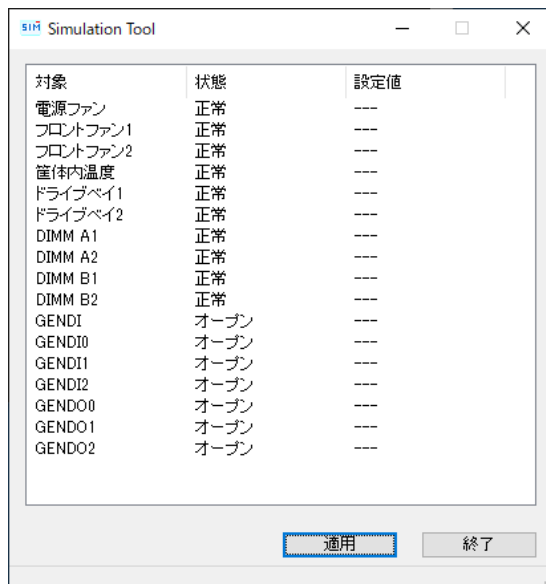 SIM Simulation Tool
対象 状態 設定値
電源ファン 正常 ---
フロントファン1 正常 ---
フロントファン2 正常 ---
筐体内温度 正常 ---
ドライブベイ1 正常 ---
ドライブベイ2 正常 ---
DIMM A1 正常 ---
DIMM A2 正常 ---
DIMM B1 正常 ---
DIMM B2 正常 ---
GENDI オープン ---
GENDI0 オープン ---
GENDI1 オープン ---
GENDI2 オープン ---
GENDO0 オープン ---
GENDO1 オープン ---
GENDO2 オープン ---
適用 終了